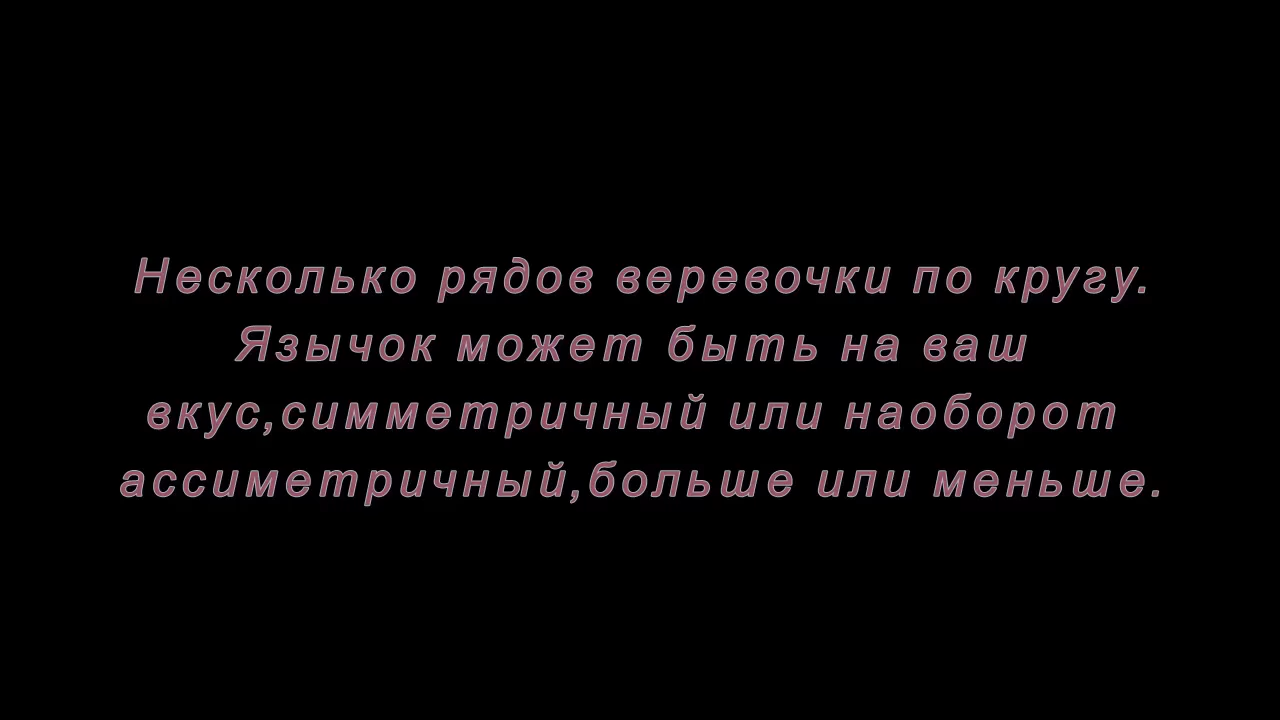 Несколько рядов веревочки по кругу.
Язычок может быть на ваш
вкус,симметричный или наоборот
ассиметричный,больше или меньше.